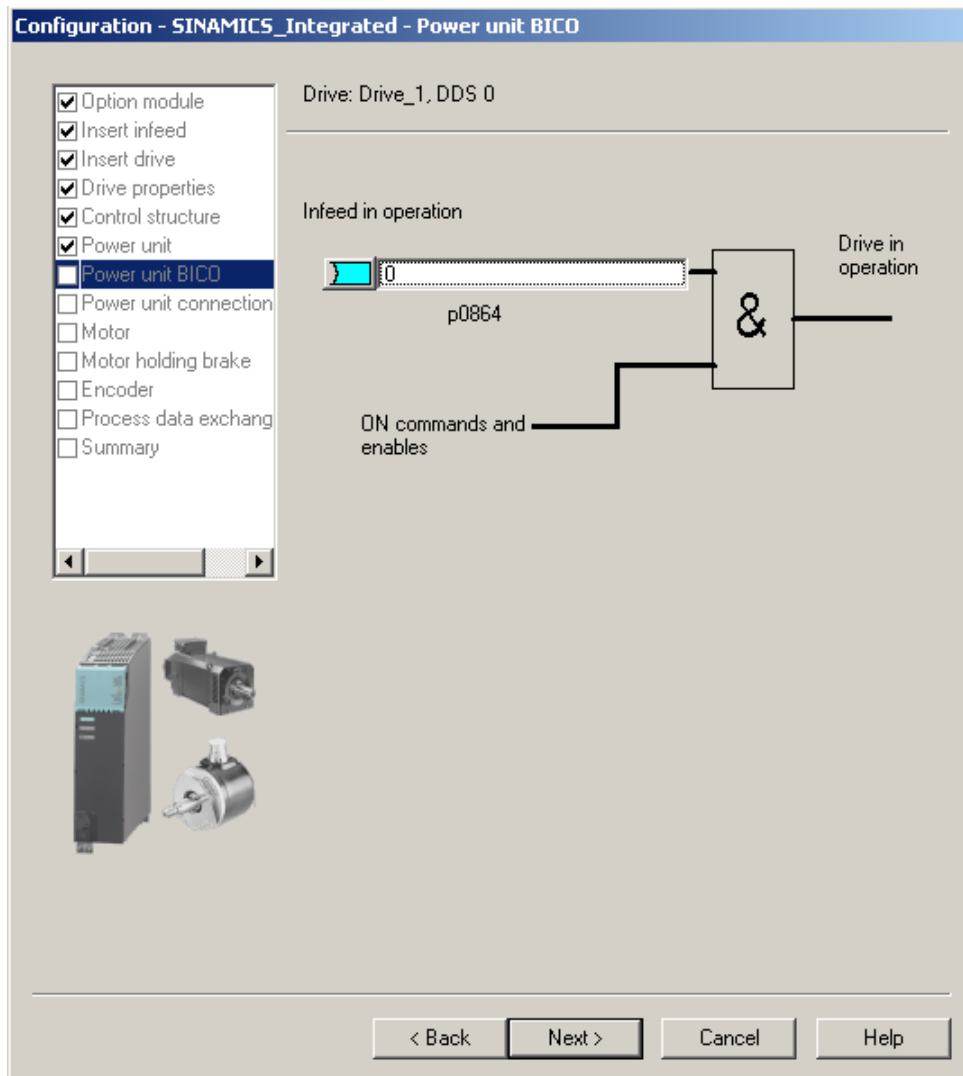 Configuration - SINAMICS_Integrated - Power unit BICO
Option module
Insert infeed
Insert drive
Drive properties
Control structure
Power unit
Power unit BICO
Power unit connection
Motor
Motor holding brake
Encoder
Process data exchang
Summary
Drive: Drive_1, DDS 0
Infeed in operation
0
p0864
&
Drive in
operation
ON commands and
enables
< Back
Next >
Cancel
Help